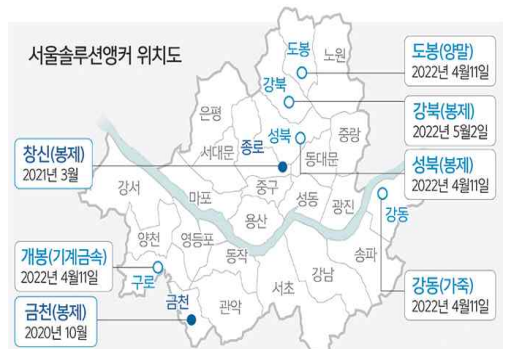 서울솔루션앵커 위치도
도봉
노원
도봉(양말)
2022년 4월11일
강북
강북(봉제)
2022년 5월2일
은평
성북
중랑
종로
창신(봉제)
2021년 3월
서대문
동대문
성북(봉제)
2022년 4월11일
강서
마포
중구
성동
광진
강동
용산
양천
영등포
동작
송파
개봉(기계금속)
2022년 4월11일
구로
강남
서초
강동(가죽)
2022년 4월11일
금천
관악
금천(봉제)
2020년 10월